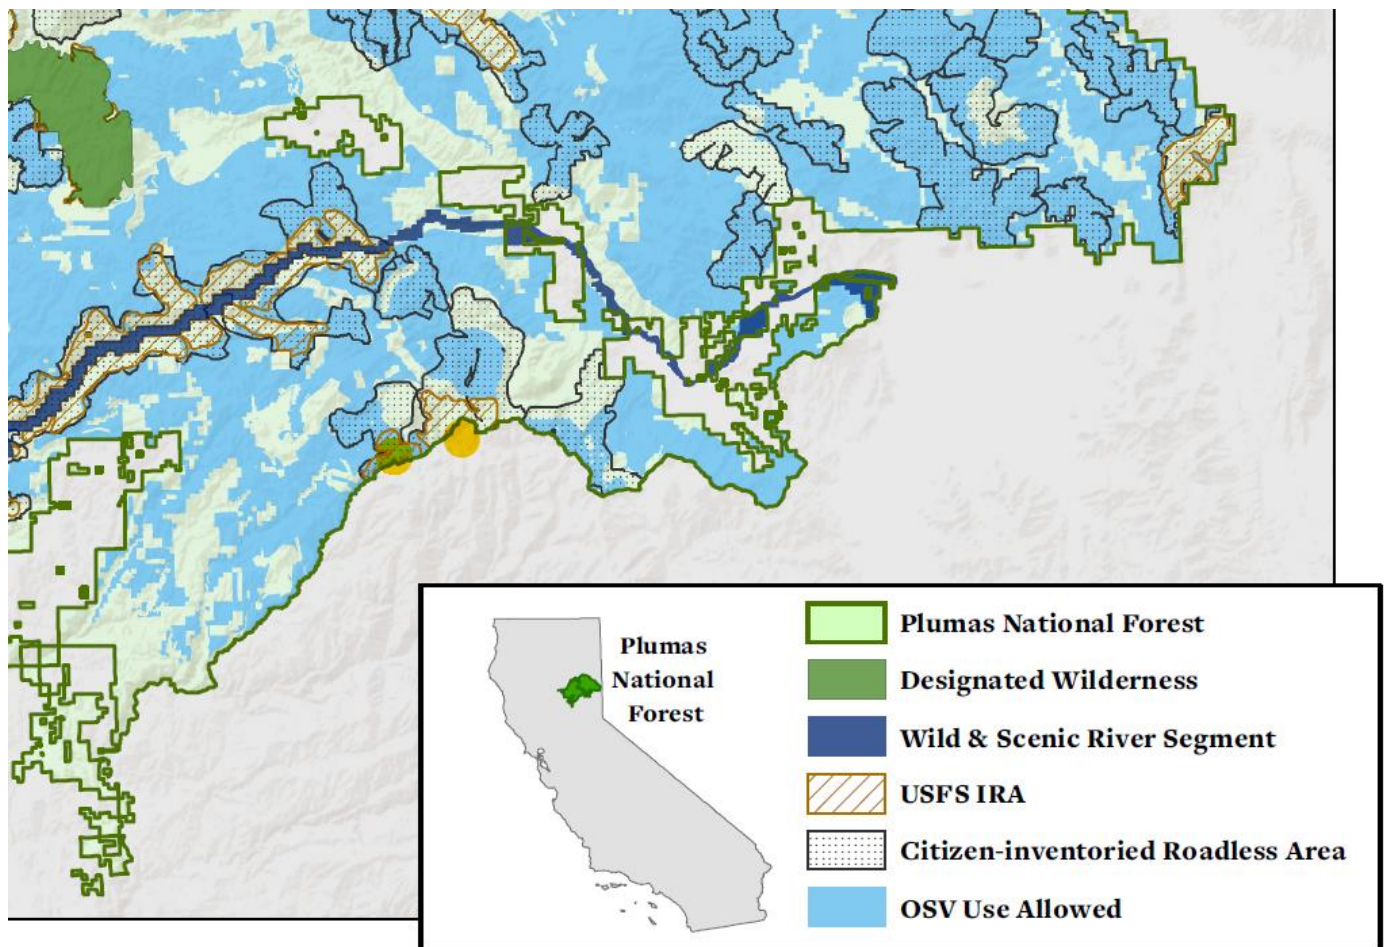 Plumas
National
Forest
Plumas National Forest
Designated Wilderness
Wild & Scenic River Segment
USFS IRA
Citizen-inventoried Roadless Area
OSV Use Allowed